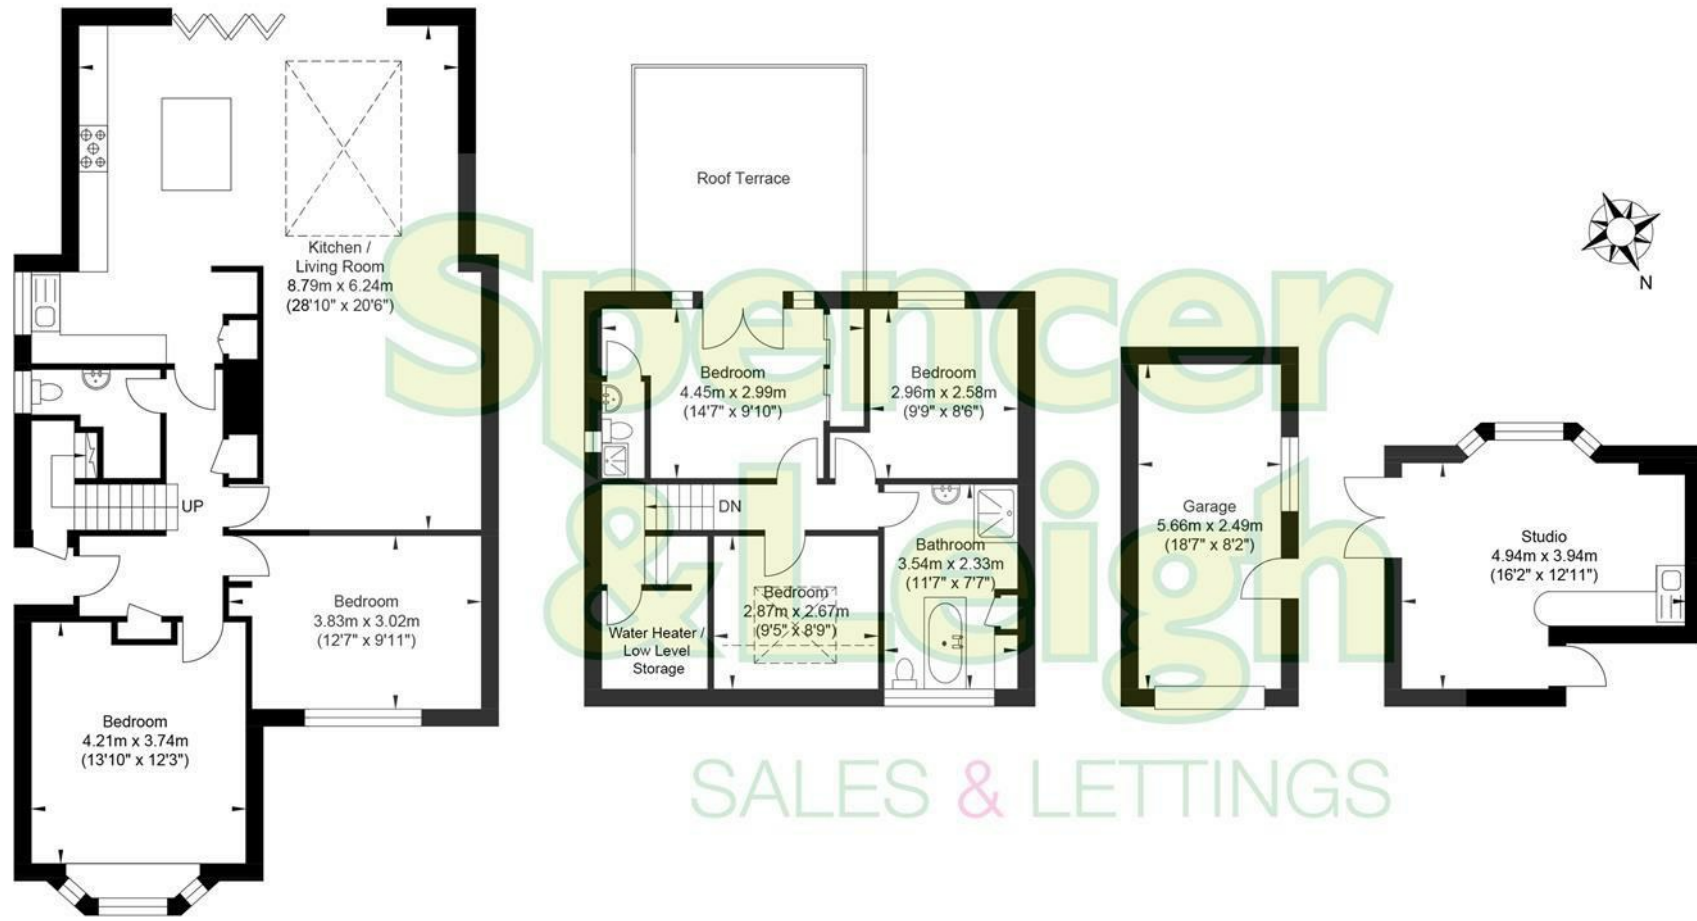 Kitchen /
Living Room
8.79m x 6.24m
(28'10" x 20'6")
UP
Bedroom
3.83m x 3.02m
(12'7" x 9'11")
Bedroom
4.21m x 3.74m
(13'10" x 12'3")
Roof Terrace
Bedroom
4.45m x 2.99m
(14'7" x 9'10")
Bedroom
2.96m x 2.58m
(9'9" x 8'6")
DN
Bathroom
3.54m x 2.33m
(11'7" x 7'7")
Bedroom
2.87m x 2.67m
(9'5" x 8'9")
Water Heater /
Low Level
Storage
Garage
5.66m x 2.49m
(18'7" x 8'2")
Studio
4.94m x 3.94m
(16'2" x 12'11")
N
Spencer
& Leigh
SALES & LETTINGS